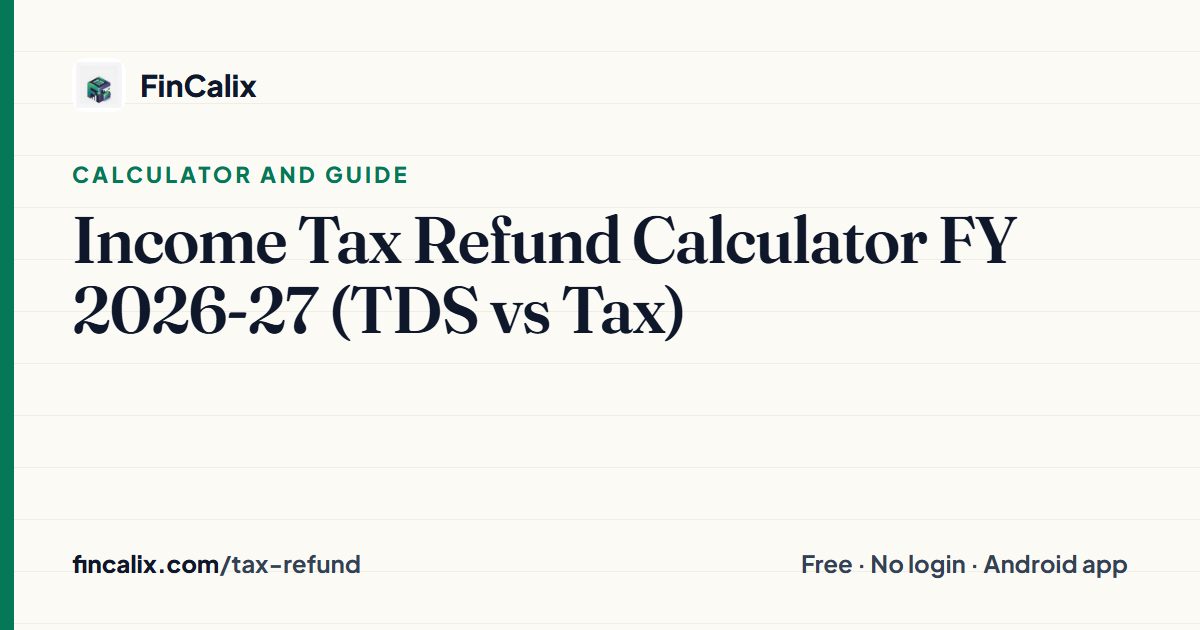 FinCalix
CALCULATOR AND GUIDE
Income Tax Refund Calculator FY
2026-27 (TDS vs Tax)
fincalix.com/tax-refund
Free · No login · Android app